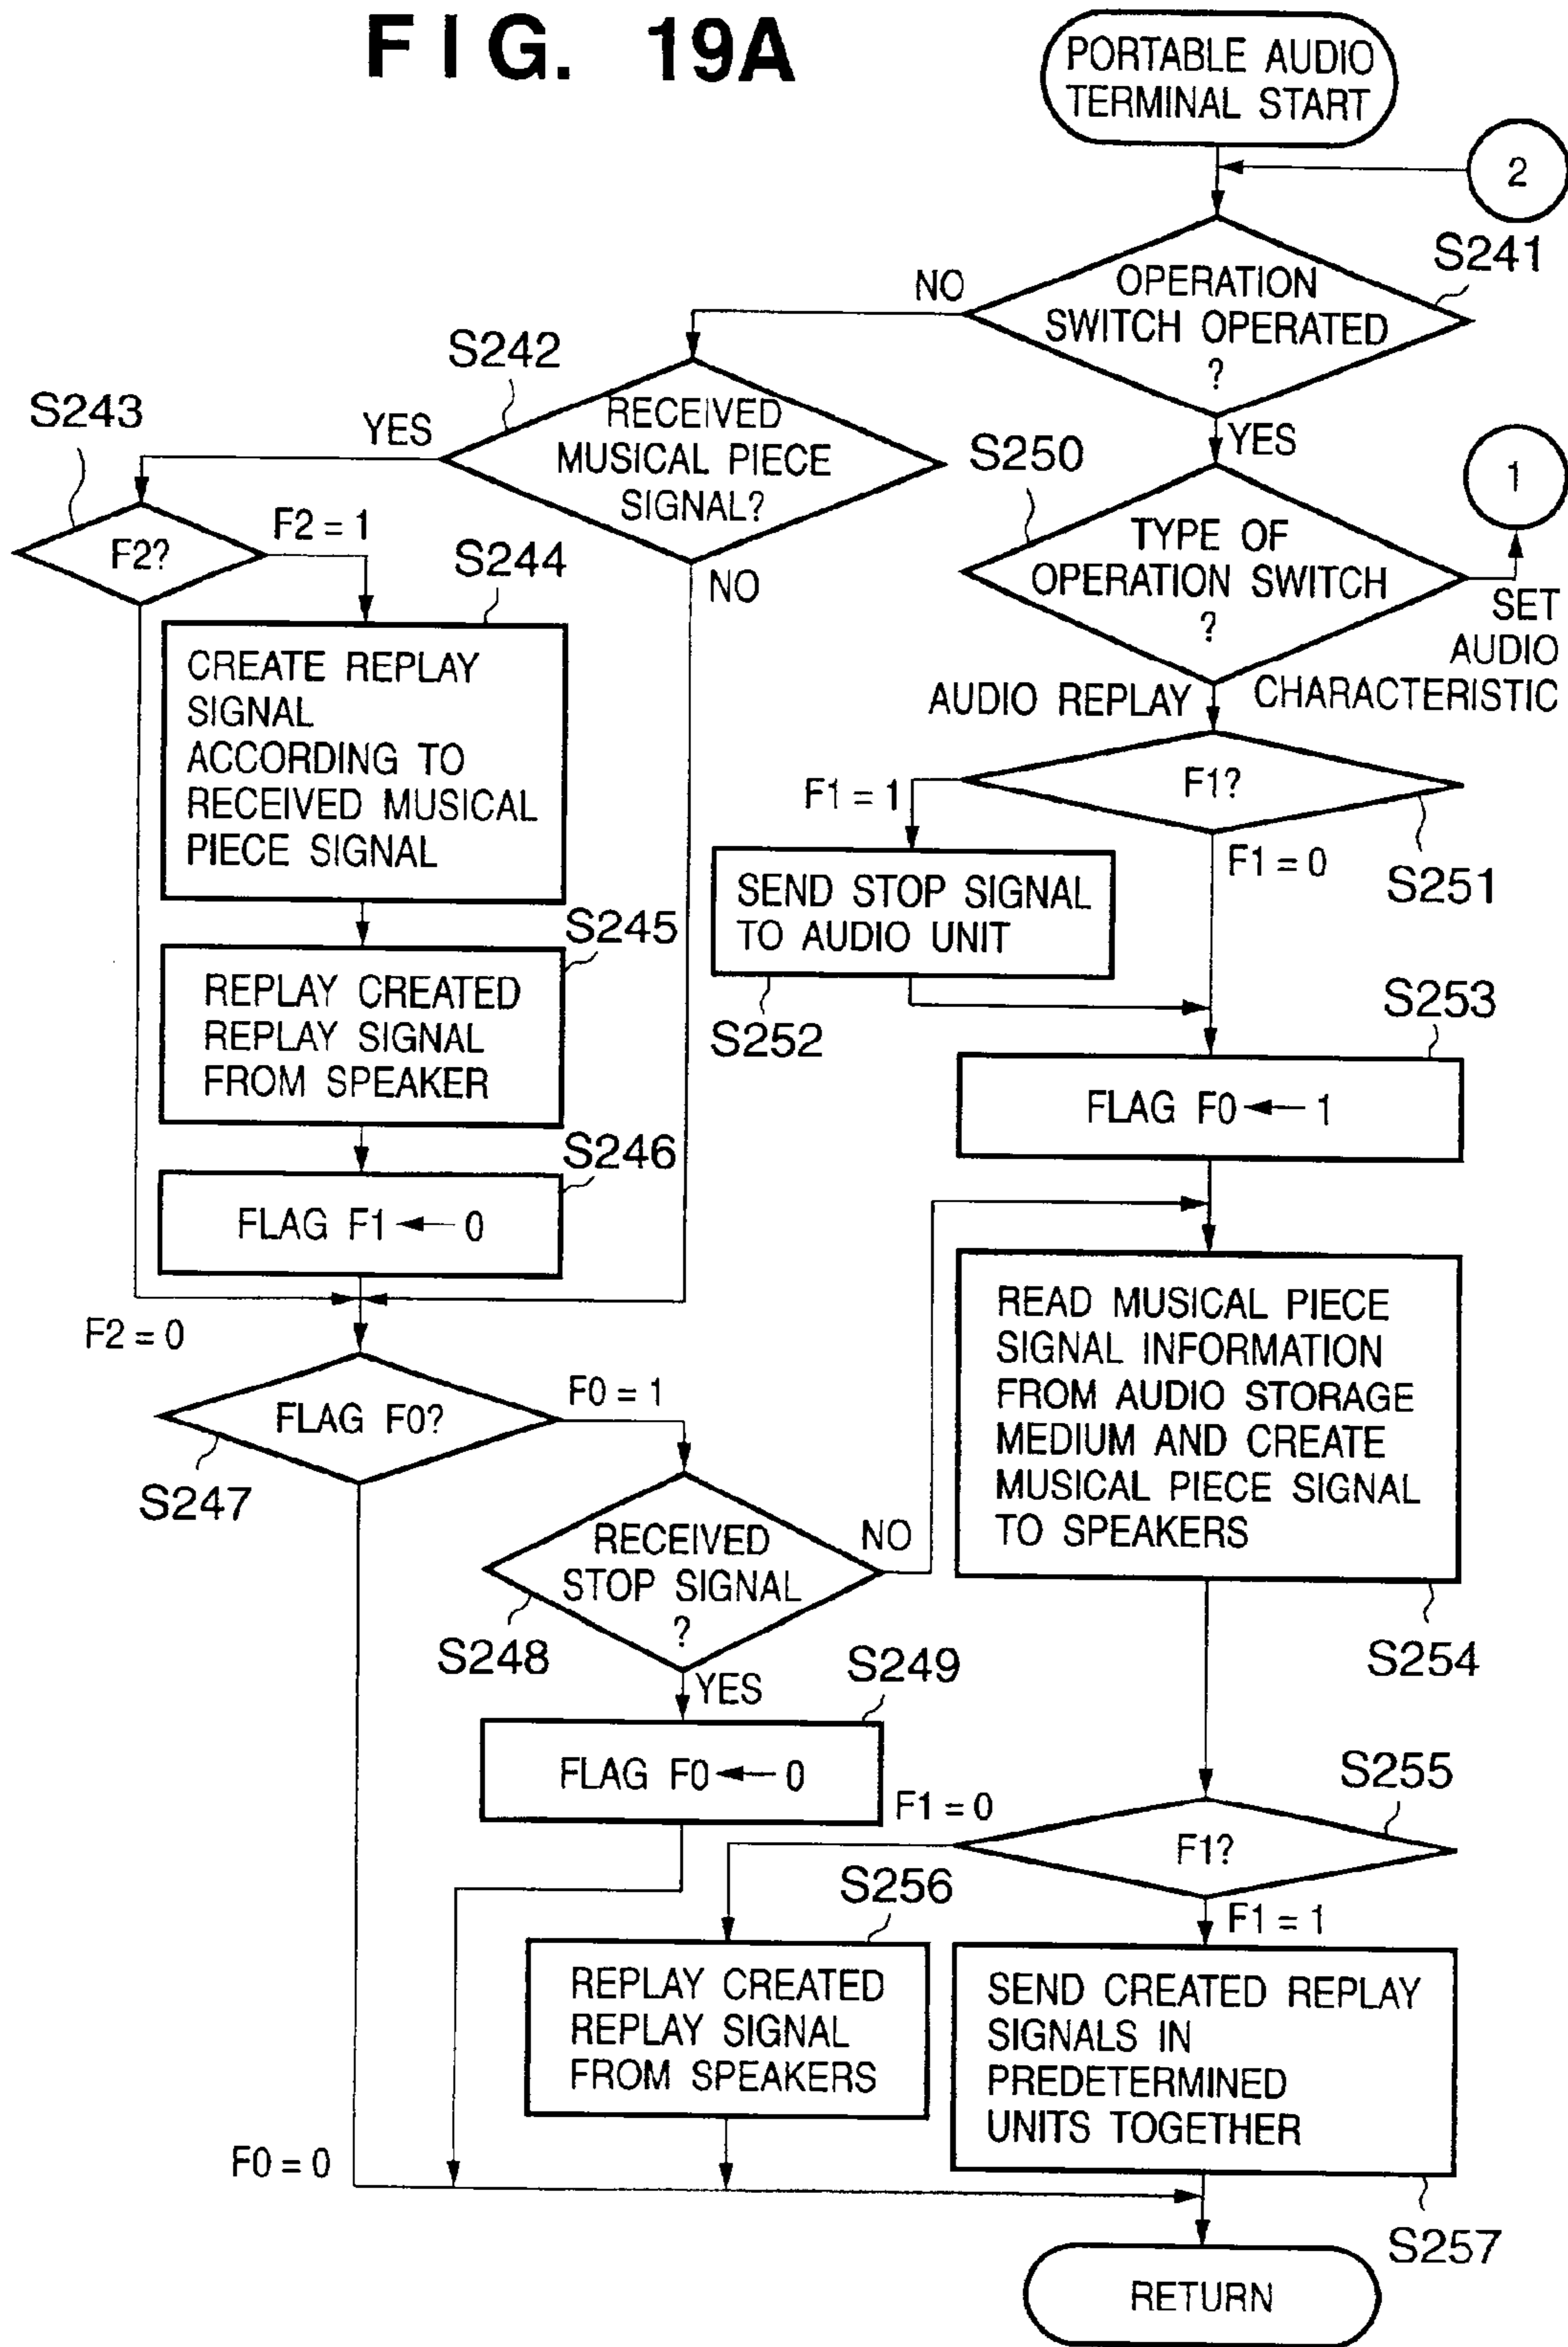 FIG. 19A
PORTABLE AUDIO
TERMINAL START
2
S241
OPERATION
SWITCH OPERATED
?
NO
YES
S242
RECEIVED
MUSICAL PIECE
SIGNAL?
YES
NO
S243
F2?
F2 = 1
S244
CREATE REPLAY
SIGNAL
ACCORDING TO
RECEIVED MUSICAL
PIECE SIGNAL
S245
REPLAY CREATED
REPLAY SIGNAL
FROM SPEAKER
S246
FLAG F1 ← 0
F2 = 0
FLAG F0?
S247
F0 = 1
RECEIVED
STOP SIGNAL
?
NO
S248
YES
S249
FLAG F0 ← 0
F0 = 0
S250
TYPE OF
OPERATION SWITCH
?
1
SET
AUDIO
CHARACTERISTIC
AUDIO REPLAY
F1?
F1 = 1
F1 = 0
S251
SEND STOP SIGNAL
TO AUDIO UNIT
S252
S253
FLAG F0 ← 1
READ MUSICAL PIECE
SIGNAL INFORMATION
FROM AUDIO STORAGE
MEDIUM AND CREATE
MUSICAL PIECE SIGNAL
TO SPEAKERS
S254
S255
F1?
F1 = 0
F1 = 1
S256
REPLAY CREATED
REPLAY SIGNAL
FROM SPEAKERS
SEND CREATED REPLAY
SIGNALS IN
PREDETERMINED
UNITS TOGETHER
S257
RETURN